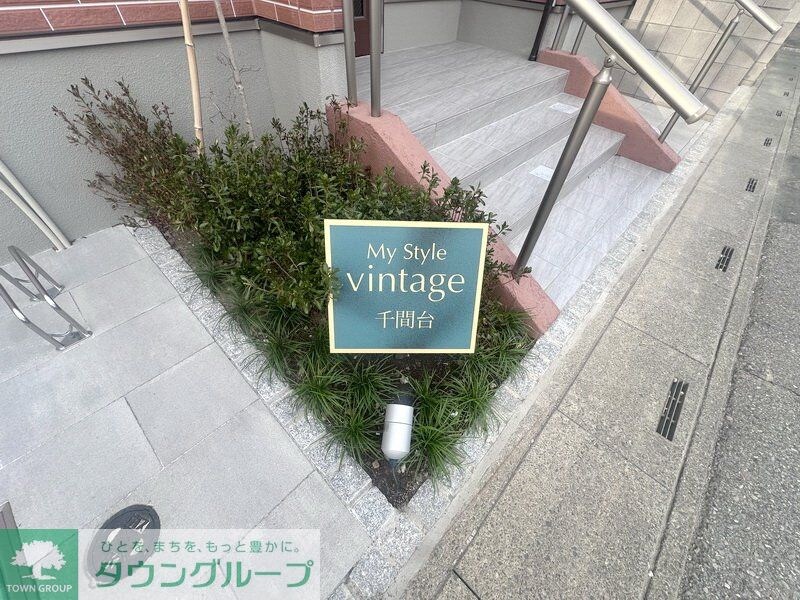 My Style
vintage
千間台
ひとを、まちを、もっと豊かに。
タウングループ
TOWN GROUP